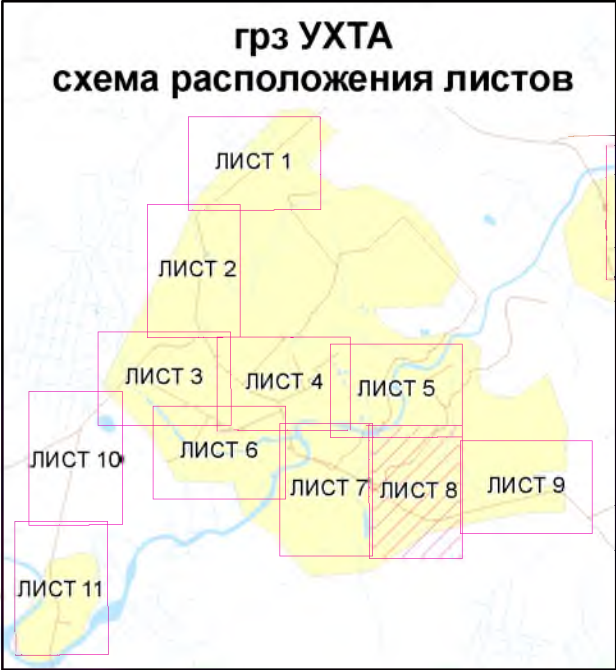 грз УХТА
схема расположения листов
ЛИСТ 1
ЛИСТ 2
ЛИСТ 3
ЛИСТ 4
ЛИСТ 5
ЛИСТ 6
ЛИСТ 10
ЛИСТ 7
ЛИСТ 8
ЛИСТ 9
ЛИСТ 11